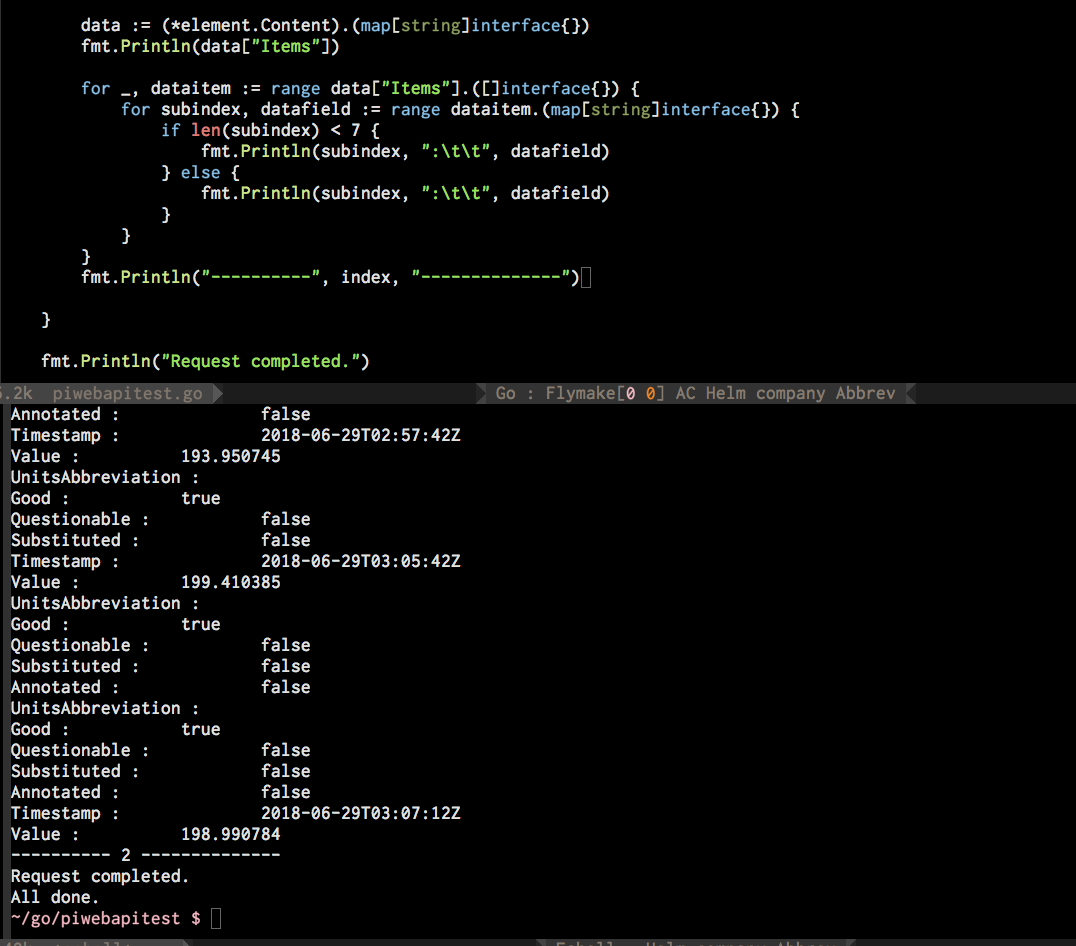 data := (*element.Content).(map[string]interface{})
fmt.Println(data["Items"])
for _, dataitem := range data["Items"].([]interface{}) {
for subindex, datafield := range dataitem.(map[string]interface{}) {
if len(subindex) < 7 {
fmt.Println(subindex, ":\t\t", datafield)
} else {
fmt.Println(subindex, ":\t\t", datafield)
}
}
}
fmt.Println("----------", index, "--------------")
}
fmt.Println("Request completed.")
.2k piwebapitest.go Go : Flymake[0 0] AC Helm company Abbrev
Annotated : false
Timestamp : 2018-06-29T02:57:42Z
Value : 193.950745
UnitsAbbreviation :
Good : true
Questionable : false
Substituted : false
Timestamp : 2018-06-29T03:05:42Z
Value : 199.410385
UnitsAbbreviation :
Good : true
Questionable : false
Substituted : false
Annotated : false
UnitsAbbreviation :
Good : true
Questionable : false
Substituted : false
Annotated : false
Timestamp : 2018-06-29T03:07:12Z
Value : 198.990784
---------- 2 --------------
Request completed.
All done.
~/go/piwebapitest $